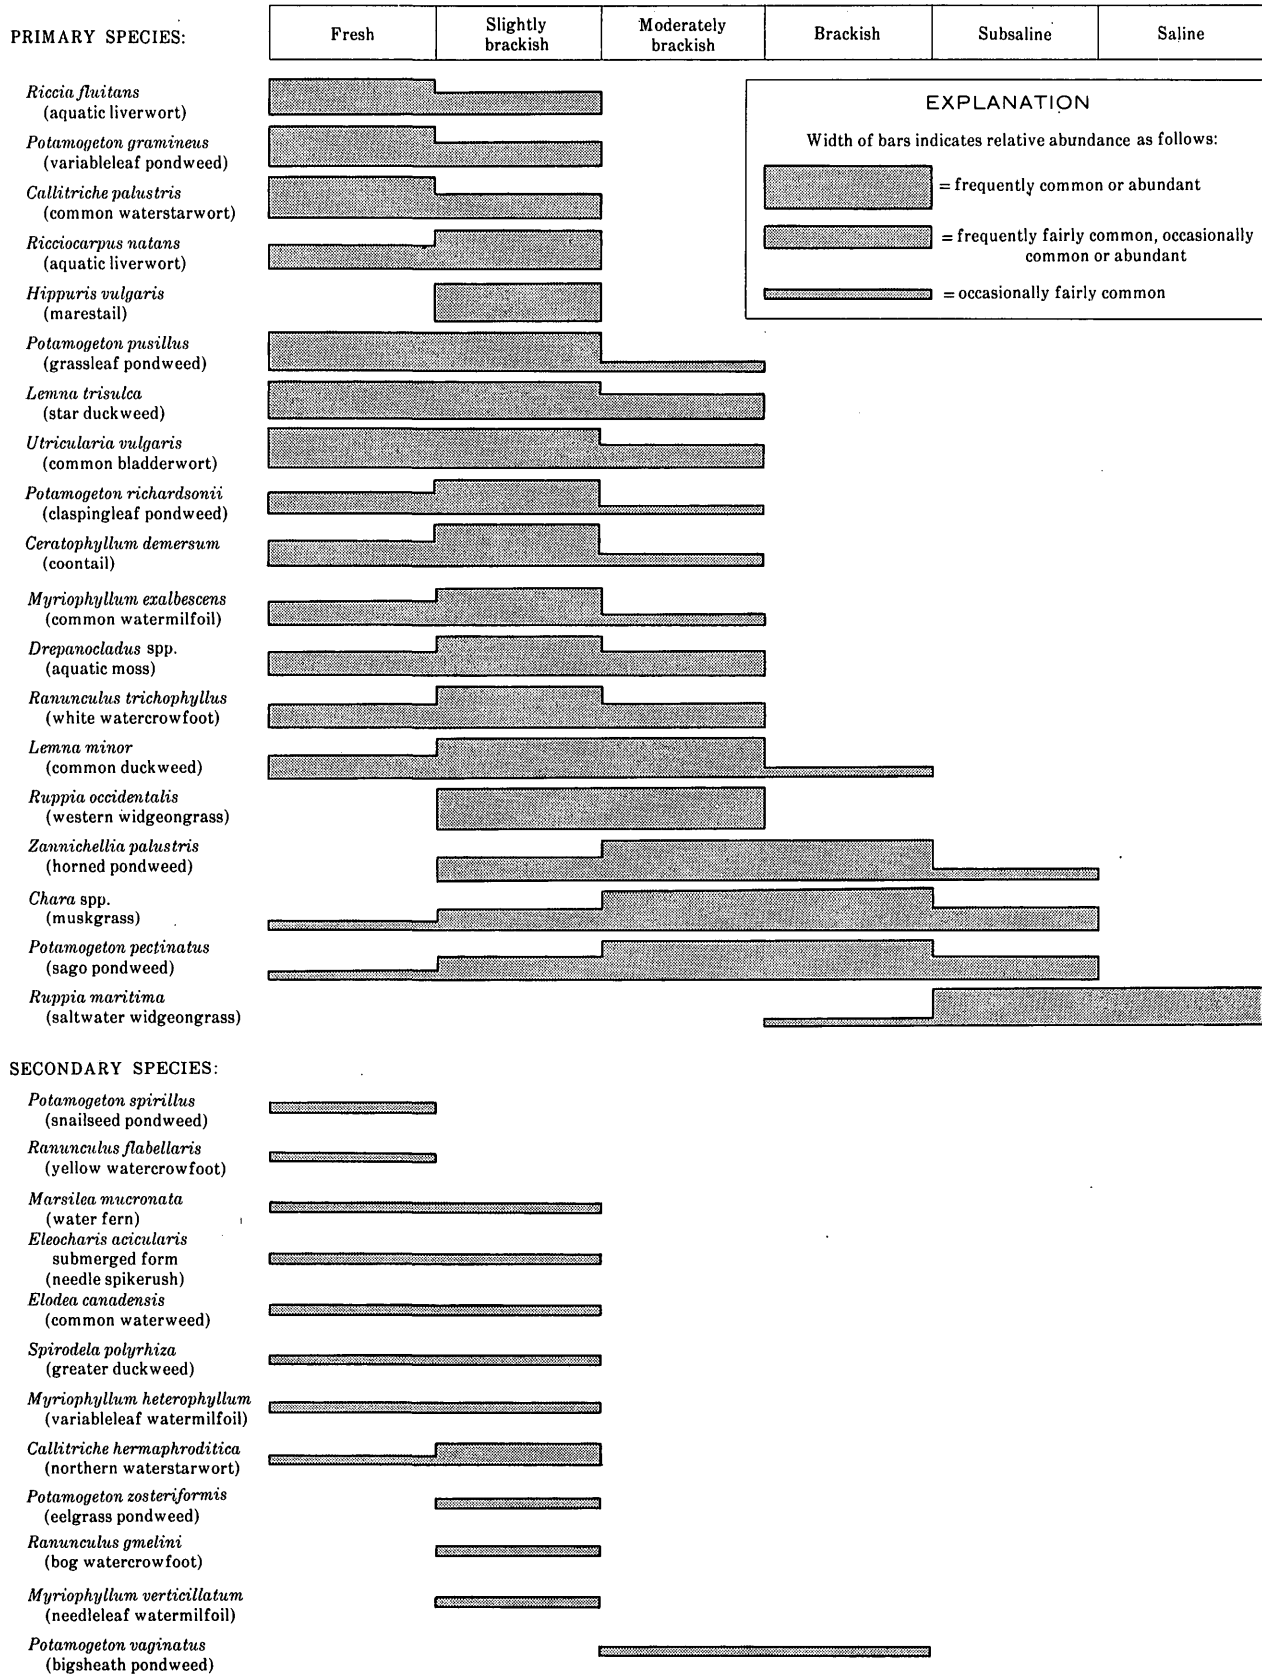 PRIMARY SPECIES:
Fresh
Slightly
brackish
Moderately
brackish
Brackish
Subsaline
Saline
EXPLANATION
Width of bars indicates relative abundance as follows:
= frequently common or abundant
= frequently fairly common, occasionally
common or abundant
= occasionally fairly common
Riccia fluitans
(aquatic liverwort)
Potamogeton gramineus
(variableleaf pondweed)
Callitriche palustris
(common waterstarwort)
Ricciocarpus natans
(aquatic liverwort)
Hippuris vulgaris
(marestail)
Potamogeton pusillus
(grassleaf pondweed)
Lemna trisulca
(star duckweed)
Utricularia vulgaris
(common bladderwort)
Potamogeton richardsonii
(claspingleaf pondweed)
Ceratophyllum demersum
(coontail)
Myriophyllum exalbescens
(common watermilfoil)
Drepanocladus spp.
(aquatic moss)
Ranunculus trichophyllus
(white watercrowfoot)
Lemna minor
(common duckweed)
Ruppia occidentalis
(western widgeongrass)
Zannichellia palustris
(horned pondweed)
Chara spp.
(muskgrass)
Potamogeton pectinatus
(sago pondweed)
Ruppia maritima
(saltwater widgeongrass)
SECONDARY SPECIES:
Potamogeton spirillus
(snailseed pondweed)
Ranunculus flabellaris
(yellow watercrowfoot)
Marsilea mucronata
(water fern)
Eleocharis acicularis
submerged form
(needle spikerush)
Elodea canadensis
(common waterweed)
Spirodela polyrhiza
(greater duckweed)
Myriophyllum heterophyllum
(variableleaf watermilfoil)
Callitriche hermaphroditica
(northern waterstarwort)
Potamogeton zosteriformis
(eelgrass pondweed)
Ranunculus gmelini
(bog watercrowfoot)
Myriophyllum verticillatum
(needleleaf watermilfoil)
Potamogeton vaginatus
(bigsheath pondweed)